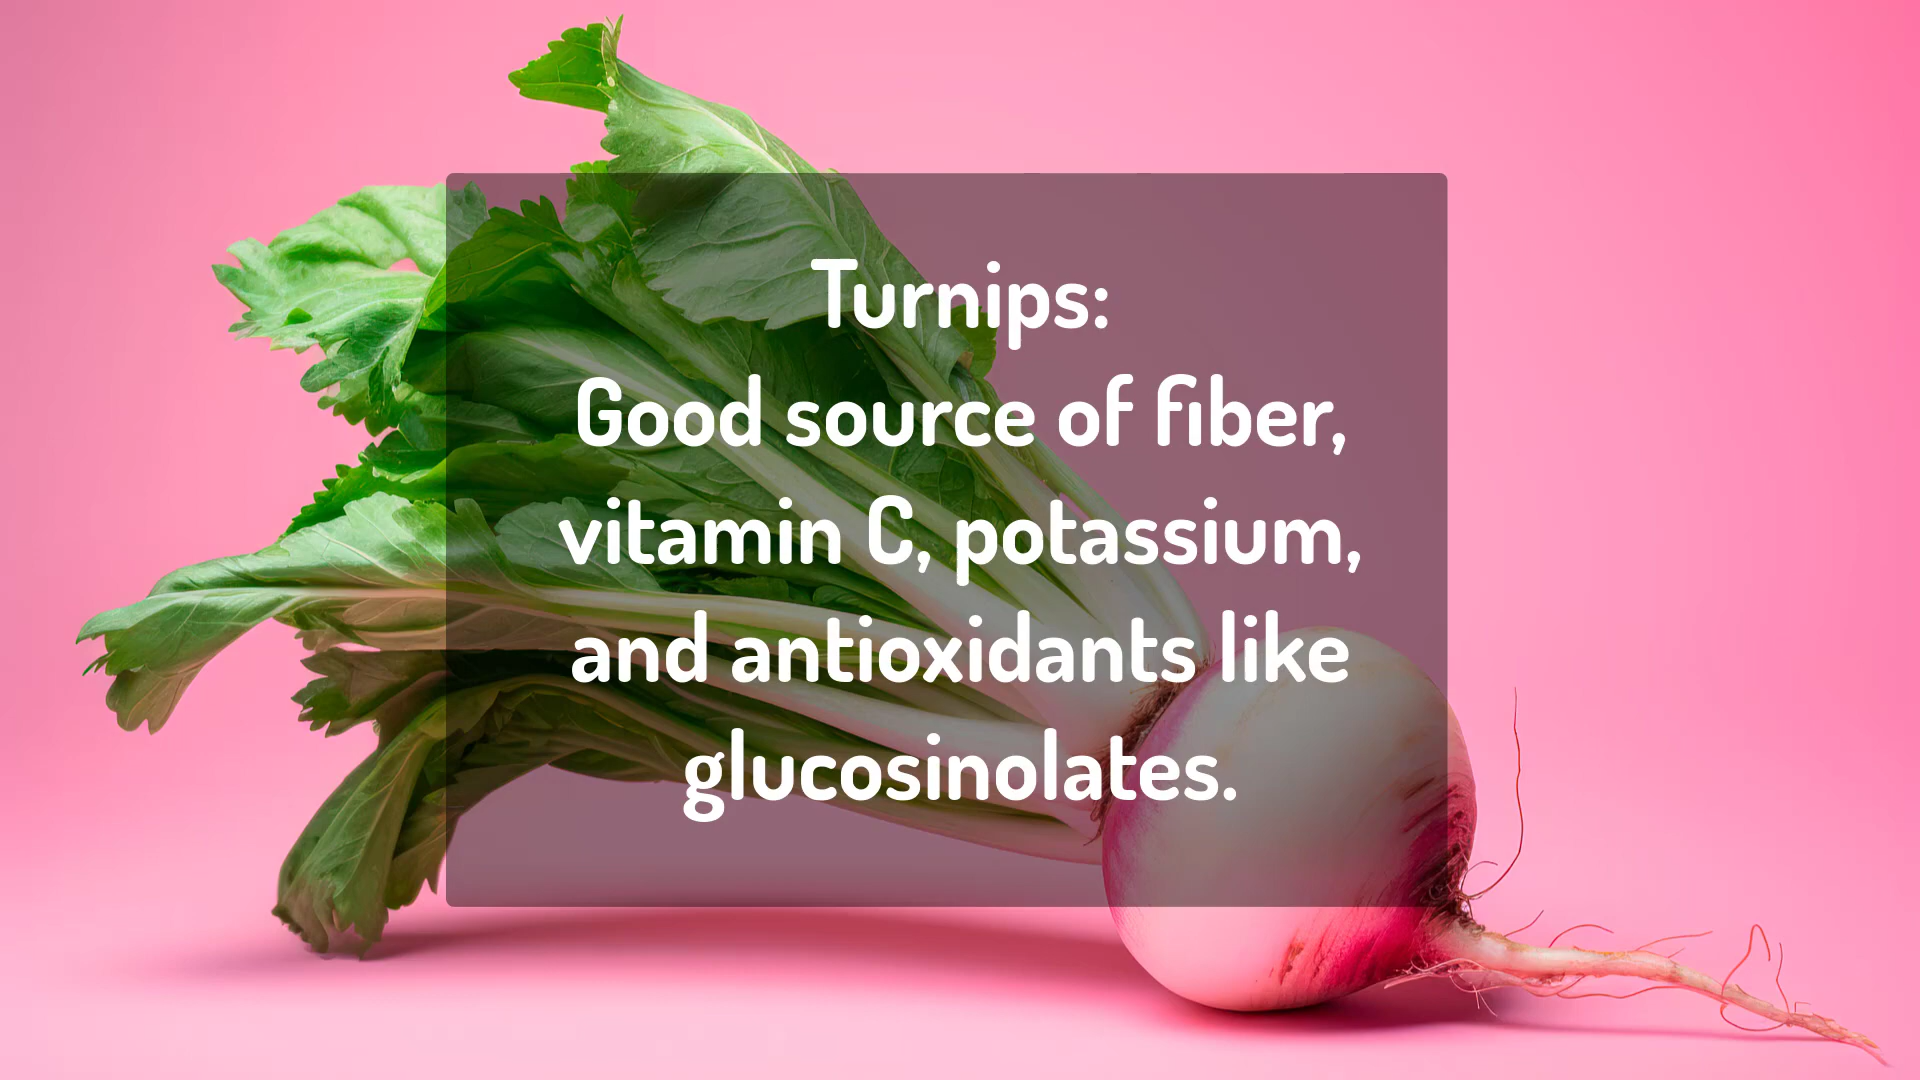 Turnips:
Good source of fiber,
vitamin C, potassium,
and antioxidants like
glucosinolates.